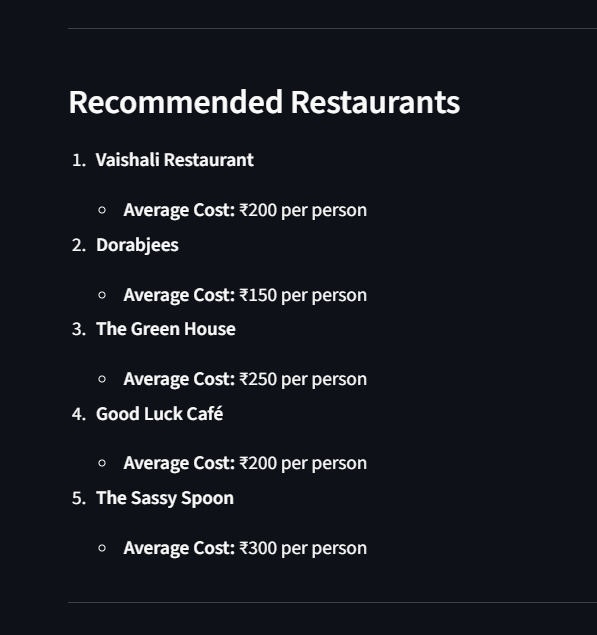 Recommended Restaurants
1. Vaishali Restaurant
Average Cost: ₹200 per person
2. Dorabjees
Average Cost: ₹150 per person
3. The Green House
Average Cost: ₹250 per person
4. Good Luck Café
Average Cost: ₹200 per person
5. The Sassy Spoon
Average Cost: ₹300 per person